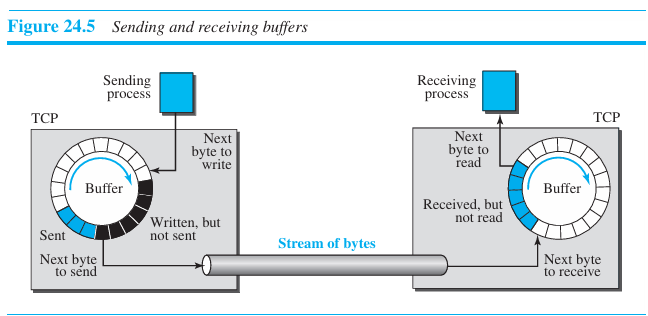 Figure 24.5 Sending and receiving buffers
Sending
process
Receiving
process
TCP
TCP
Next
byte to
write
Buffer
Written, but
not sent
Sent
Next byte
to send
Stream of bytes
Next
byte to
read
Buffer
Received, but
not read
Next byte
to receive